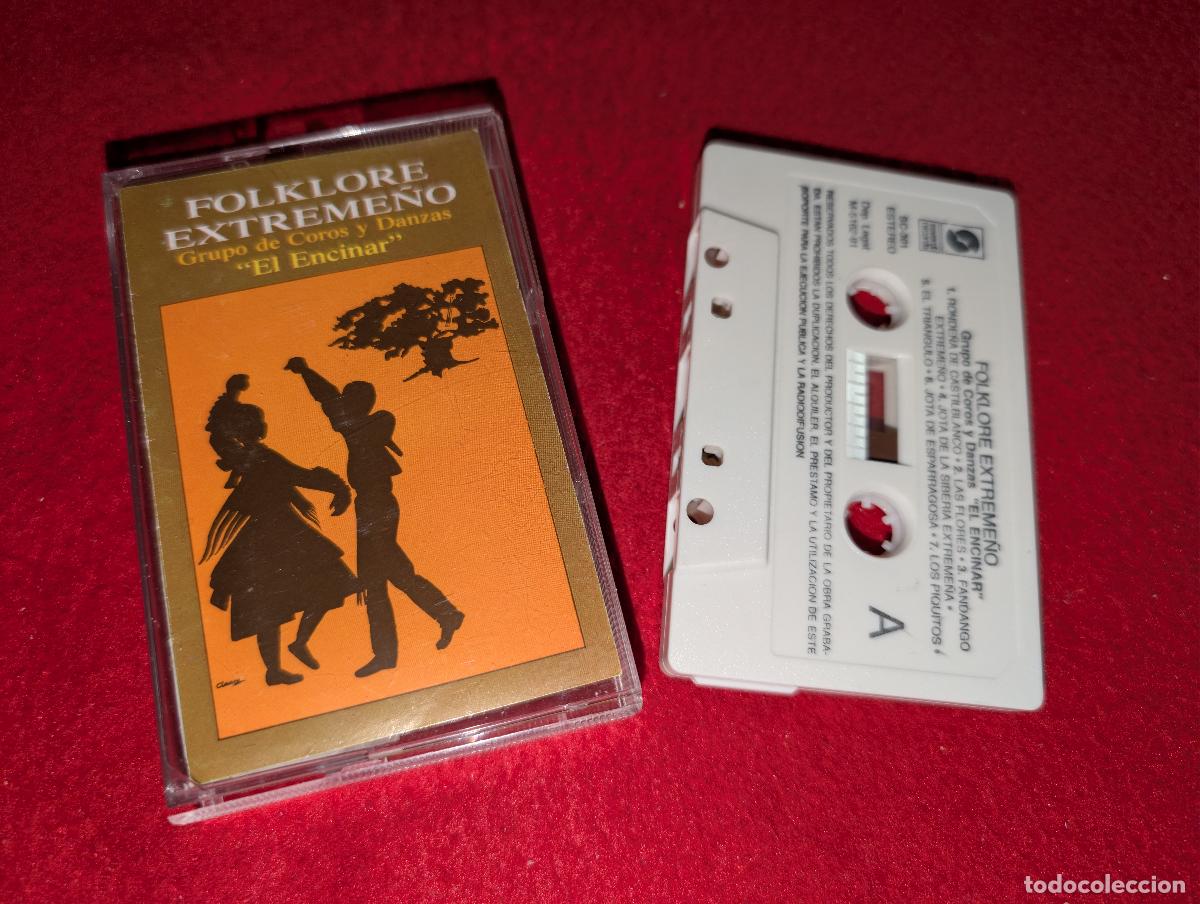 FOLKLORE
EXTREMEÑO
Grupo de Coros y Danzas
"El Encinar"
ESTEREO
Dep. Legal
FOLKLORE EXTREMEÑO
Grupo de Coros y Danzas "EL ENCINAR"
1. RONDEÑA DE CASTILBLANCO • 2. LAS FLORES • 3. FANDANGO
EXTREMEÑO • 4. JOTA DE LA SIBERIA EXTREMEÑA •
5. EL TRIANGULO • 6. JOTA DE ESPARRAGOSA • 7. LOS PIQUITOS •
A
RESERVADOS TODOS LOS DERECHOS DEL PRODUCTOR Y DEL PROPIETARIO DE LA OBRA GRABA-
DA. ESTAN PROHIBIDOS LA DUPLICACION, EL ALQUILER, EL PRESTAMO Y LA UTILIZACION DE ESTE
SOPORTE PARA LA EJECUCION PUBLICA Y LA RADIODIFUSION
todocoleccion